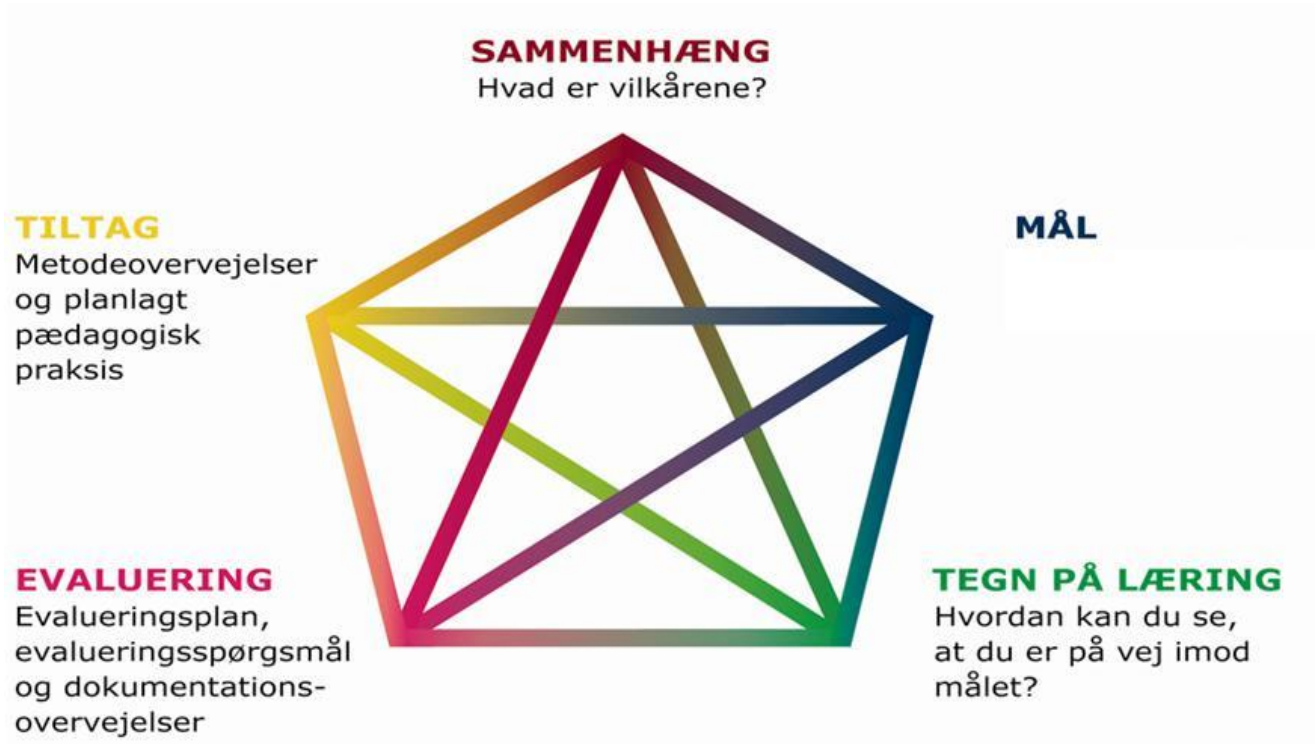 SAMMENHÆNG
Hvad er vilkårene?
TILTAG
Metodeovervejelser
og planlagt
pædagogisk
praksis
MÅL
EVALUERING
Evalueringsplan,
evalueringsspørgsmål
og dokumentations-
overvejelser
TEGN PÅ LÆRING
Hvordan kan du se,
at du er på vej imod
målet?